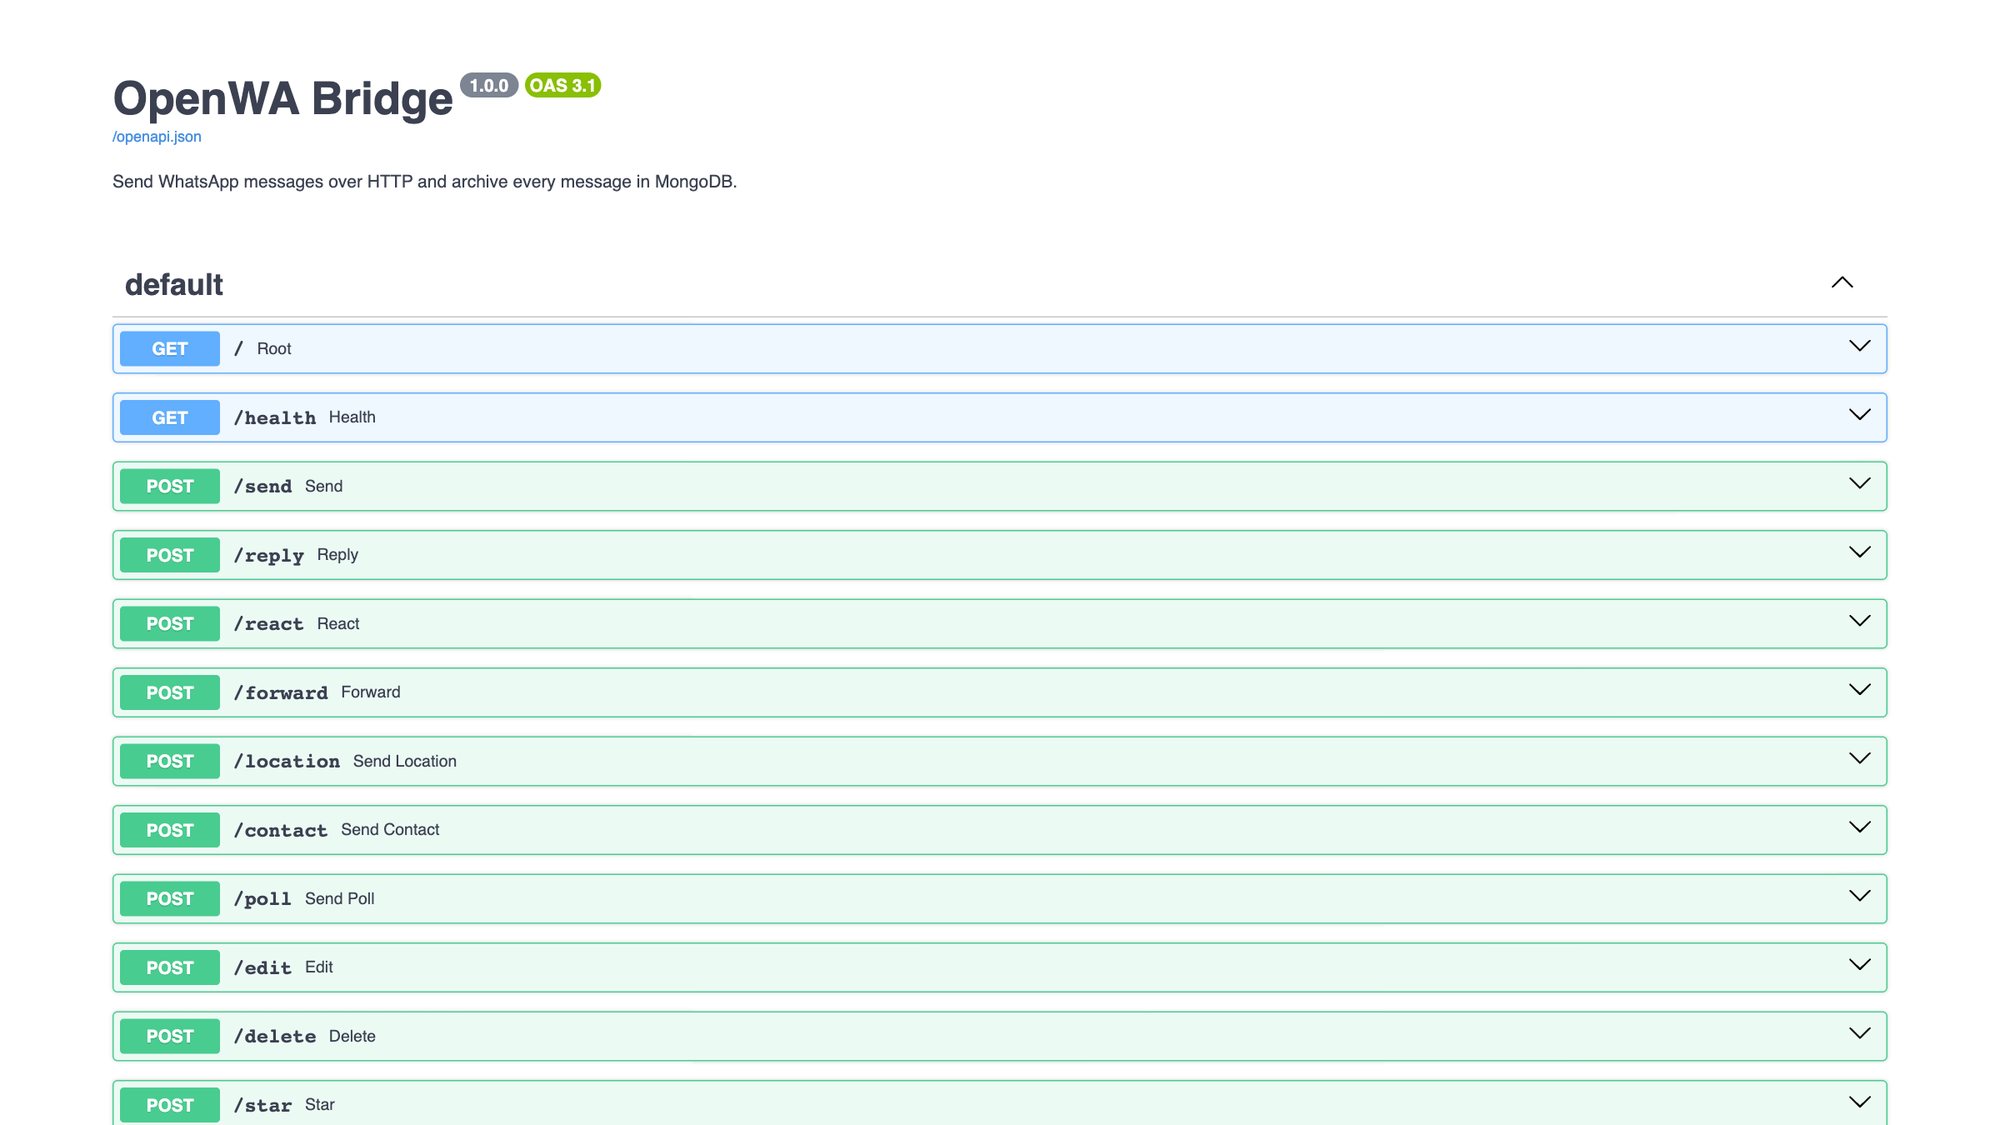 OpenWA Bridge 1.0.0 OAS 3.1
/openapi.json
Send WhatsApp messages over HTTP and archive every message in MongoDB.
default
GET / Root
GET /health Health
POST /send Send
POST /reply Reply
POST /react React
POST /forward Forward
POST /location Send Location
POST /contact Send Contact
POST /poll Send Poll
POST /edit Edit
POST /delete Delete
POST /star Star